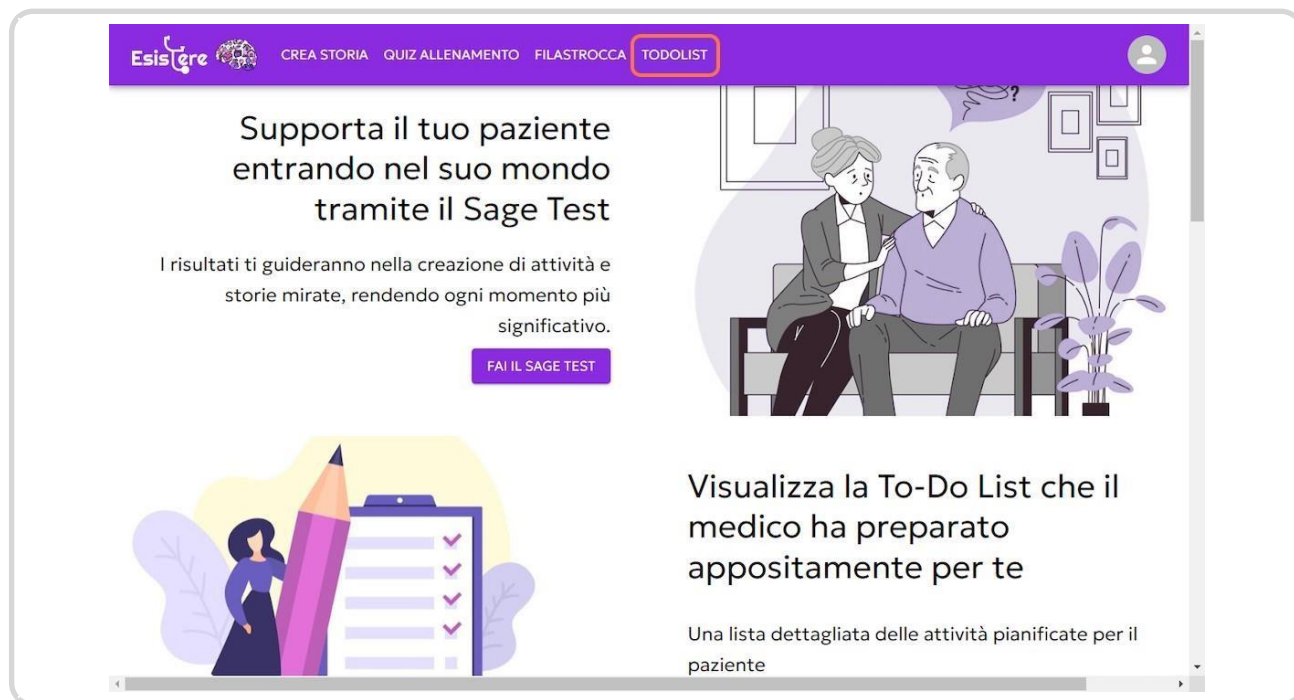 Esistere
CREA STORIA QUIZ ALLENAMENTO FILASTROCCA TODOLIST
Supporta il tuo paziente
entrando nel suo mondo
tramite il Sage Test
I risultati ti guideranno nella creazione di attività e
storie mirate, rendendo ogni momento più
significativo.
FAI IL SAGE TEST
?
Visualizza la To-Do List che il
medico ha preparato
appositamente per te
Una lista dettagliata delle attività pianificate per il
paziente